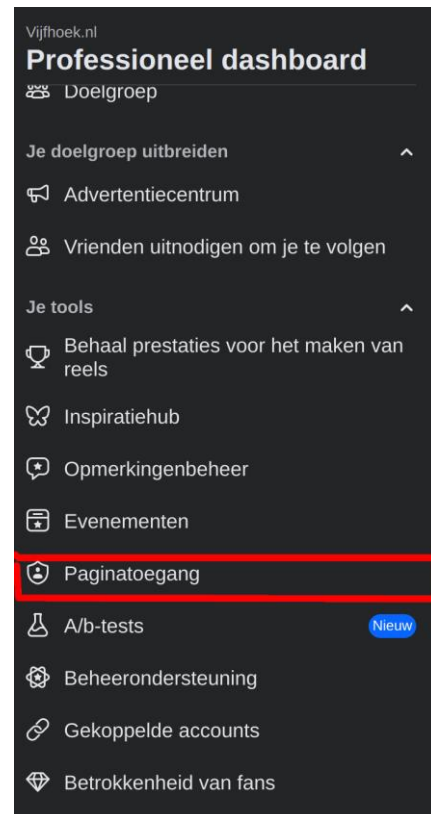 Vijfhoek.nl
Professioneel dashboard
Doelgroep
Je doelgroep uitbreiden
Advertentiecentrum
Vrienden uitnodigen om je te volgen
Je tools
Behaal prestaties voor het maken van
reels
Inspiratiehub
Opmerkingenbeheer
Evenementen
Paginatoegang
A/b-tests
Nieuw
Beheerondersteuning
Gekoppelde accounts
Betrokkenheid van fans